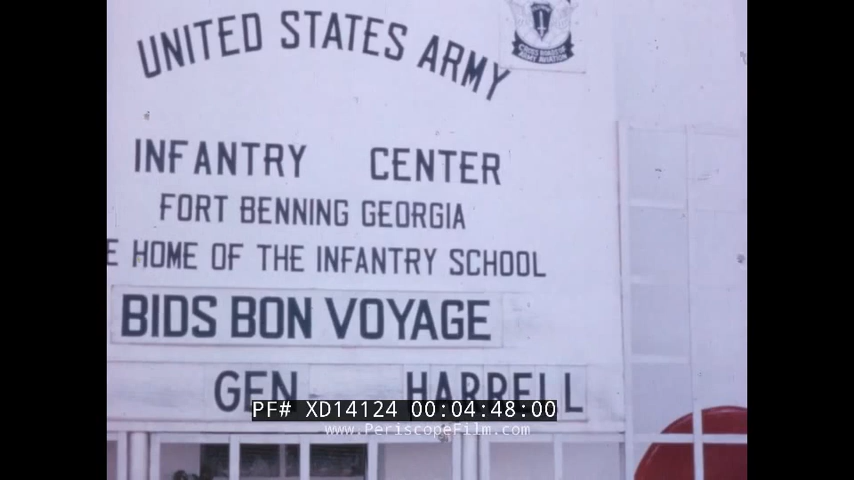 UNITED STATES ARMY
INFANTRY CENTER
FORT BENNING GEORGIA
E HOME OF THE INFANTRY SCHOOL
BIDS BON VOYAGE
GEN HARRELL
PF# XD14124 00:04:48:00
www.PeriscopeFilm.com